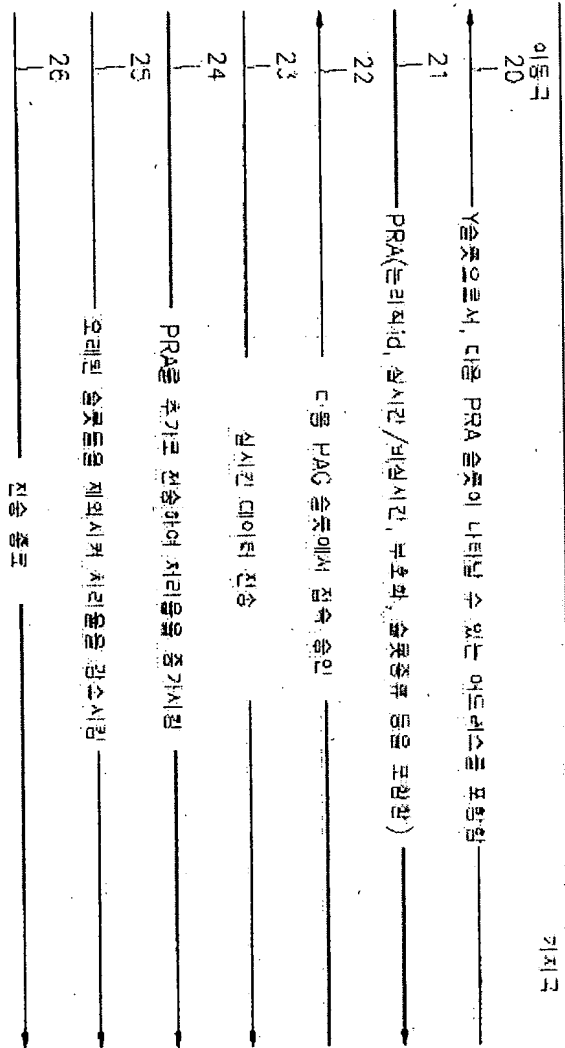 이동국 기지국
20 Y슬롯으로서, 다음 PRA 슬롯이 나타날 수 있는 어드레스를 포함함
21 PRA(논리적id, 실시간/비실시간, 부호화, 슬롯종류 등을 포함함)
22 다음 PAG 슬롯에서 접속 승인
23 실시간 데이터 전송
24 PRA를 추가로 전송하여 처리율을 증가시킴
25 오래된 슬롯들을 제외시켜 처리율을 감소시킴
26 전송 종료